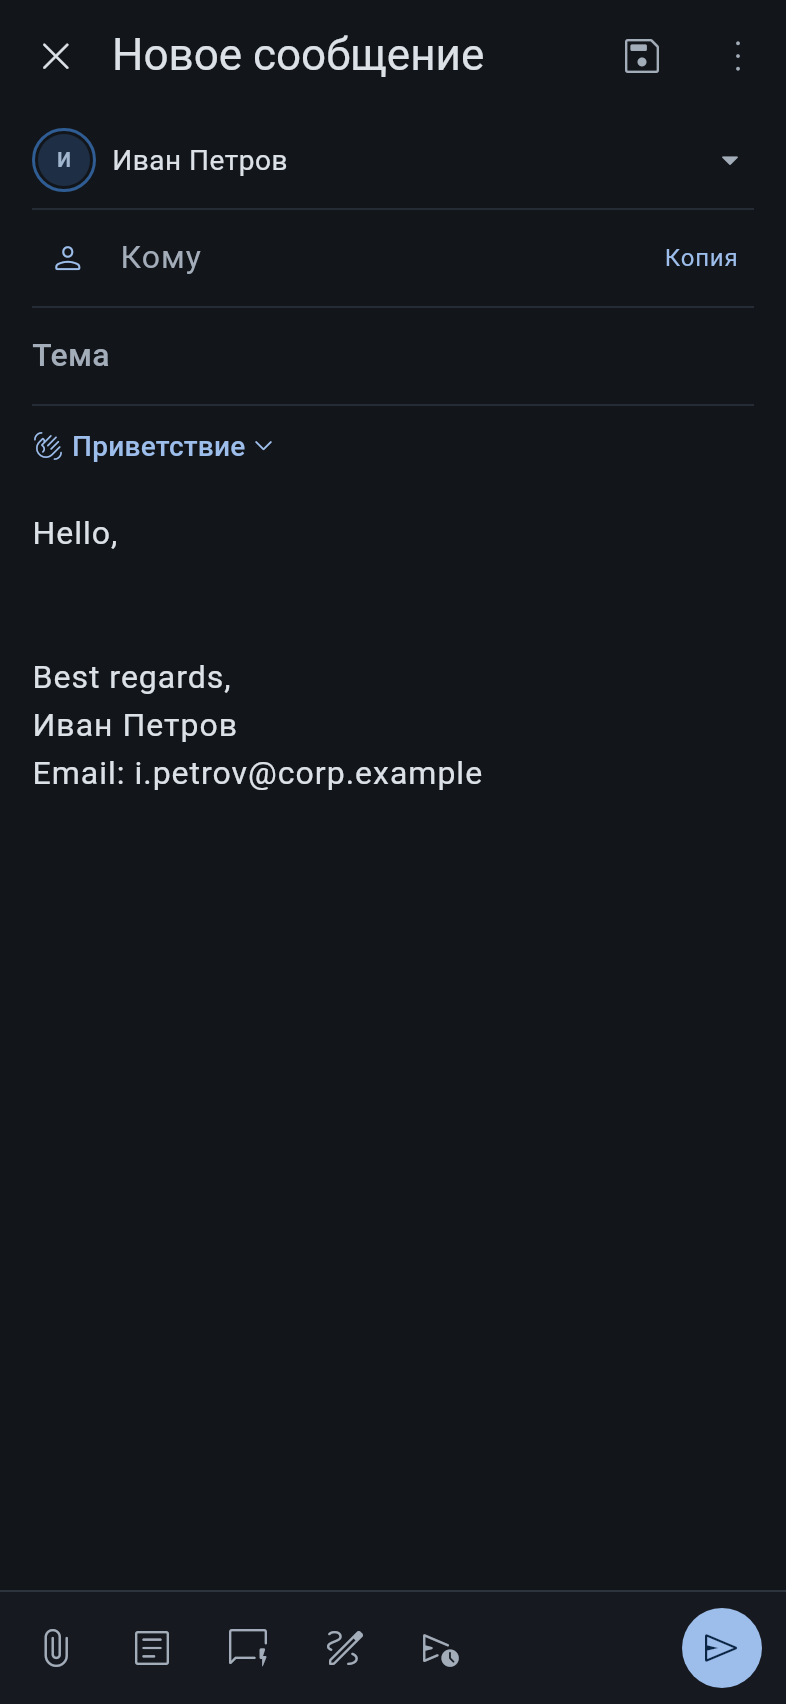 Новое сообщение
И
Иван Петров
Кому
Копия
Тема
Приветствие
Hello,
Best regards,
Иван Петров
Email: i.petrov@corp.example